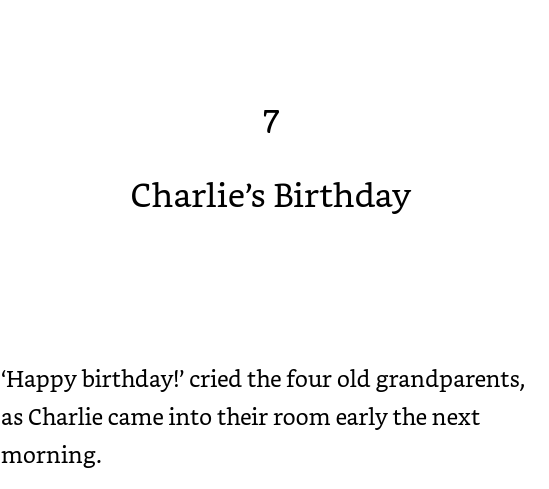 7
Charlie’s Birthday
‘Happy birthday!’ cried the four old grandparents,
as Charlie came into their room early the next
morning.